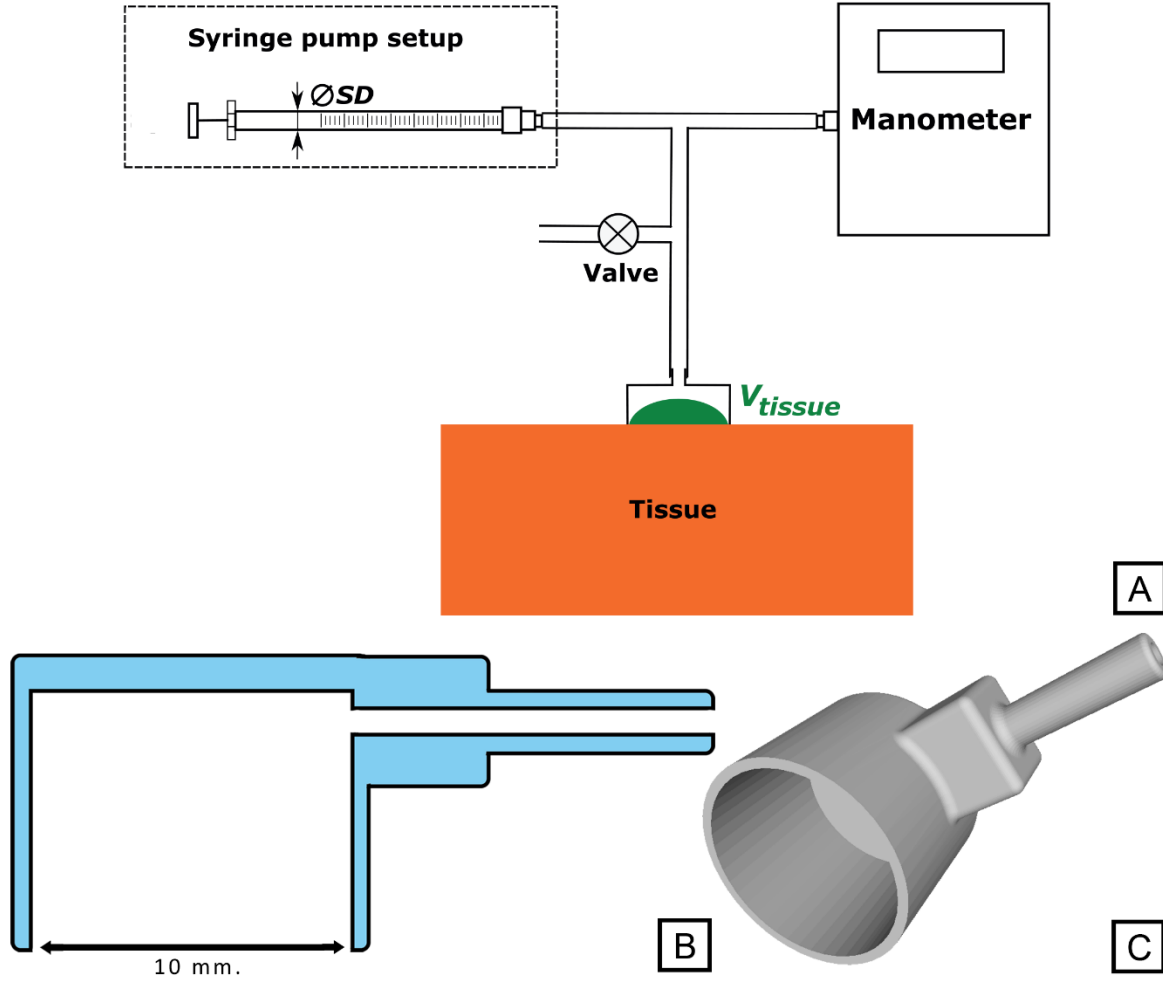 Syringe pump setup
∅SD
Manometer
Valve
Vtissue
Tissue
A
10 mm.
B
C